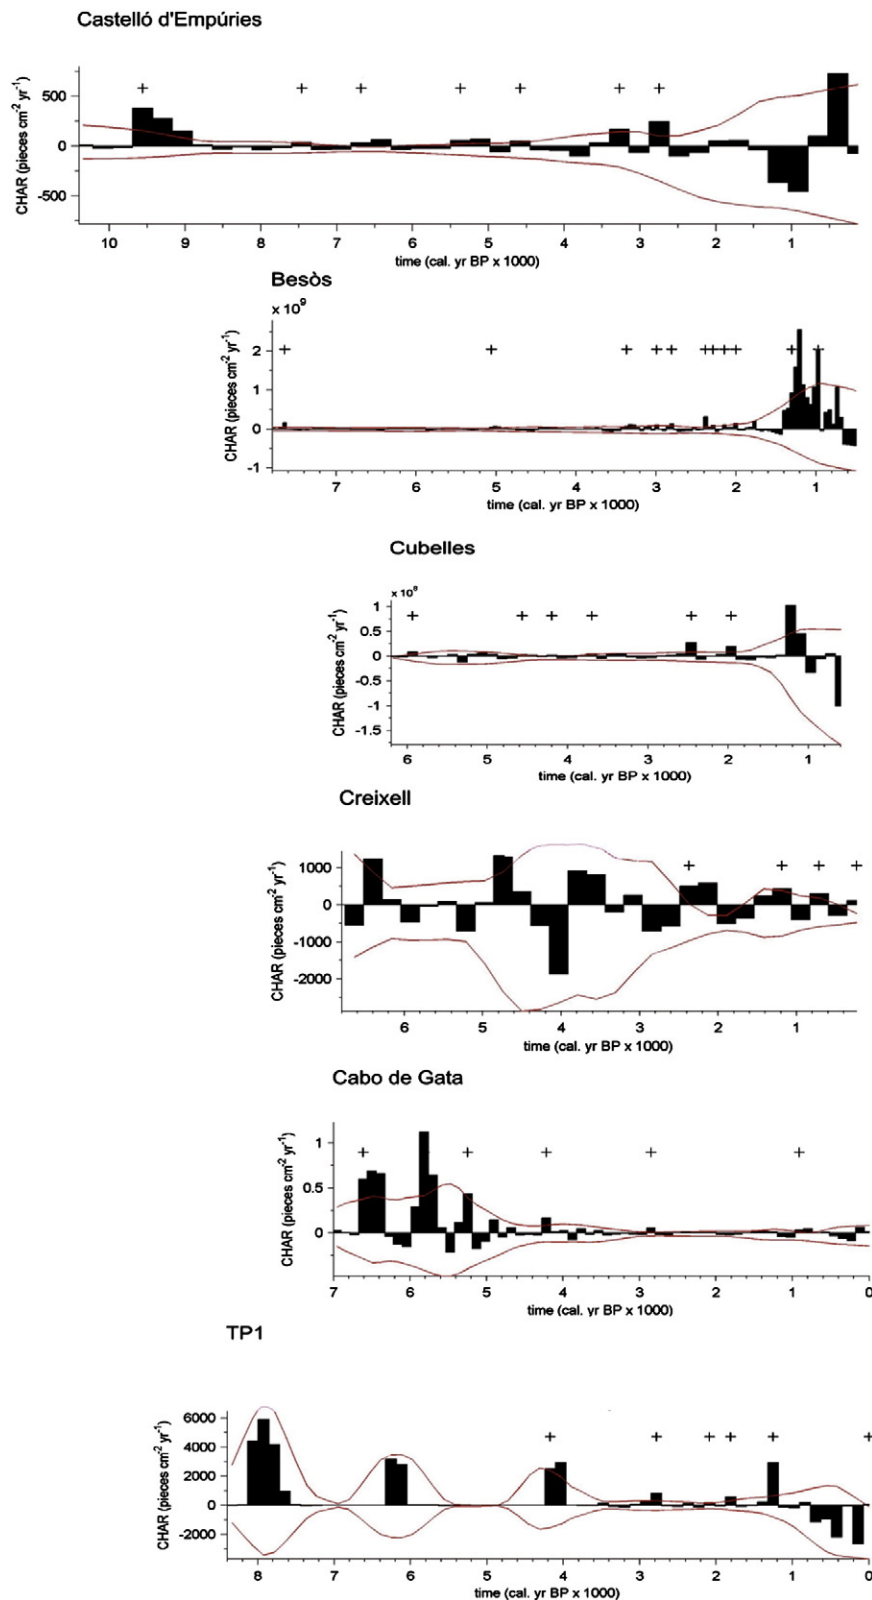 Castelló d'Empúries
CHAR (pieces cm-2 yr-1)
500
0
-500
10 9 8 7 6 5 4 3 2 1
time (cal. yr BP x 1000)
Besòs
x 10^9
CHAR (pieces cm-2 yr-1)
2
1
0
-1
7 6 5 4 3 2 1
time (cal. yr BP x 1000)
Cubelles
CHAR (pieces cm-2 yr-1)
1
0.5
0
-0.5
-1
-1.5
6 5 4 3 2 1
time (cal. yr BP x 1000)
Creixell
CHAR (pieces cm-2 yr-1)
1000
0
-1000
-2000
6 5 4 3 2 1
time (cal. yr BP x 1000)
Cabo de Gata
CHAR (pieces cm-2 yr-1)
1
0.5
0
7 6 5 4 3 2 1 0
time (cal. yr BP x 1000)
TP1
CHAR (pieces cm-2 yr-1)
6000
4000
2000
0
-2000
8 7 6 5 4 3 2 1 0
time (cal. yr BP x 1000)